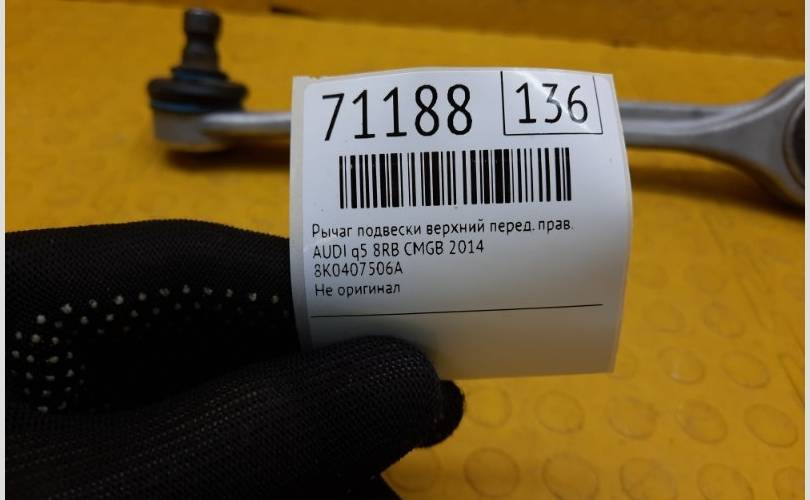 71188 136
Рычаг подвески верхний перед. прав.
AUDI q5 8RB CMGB 2014
8K0407506A
Не оригинал